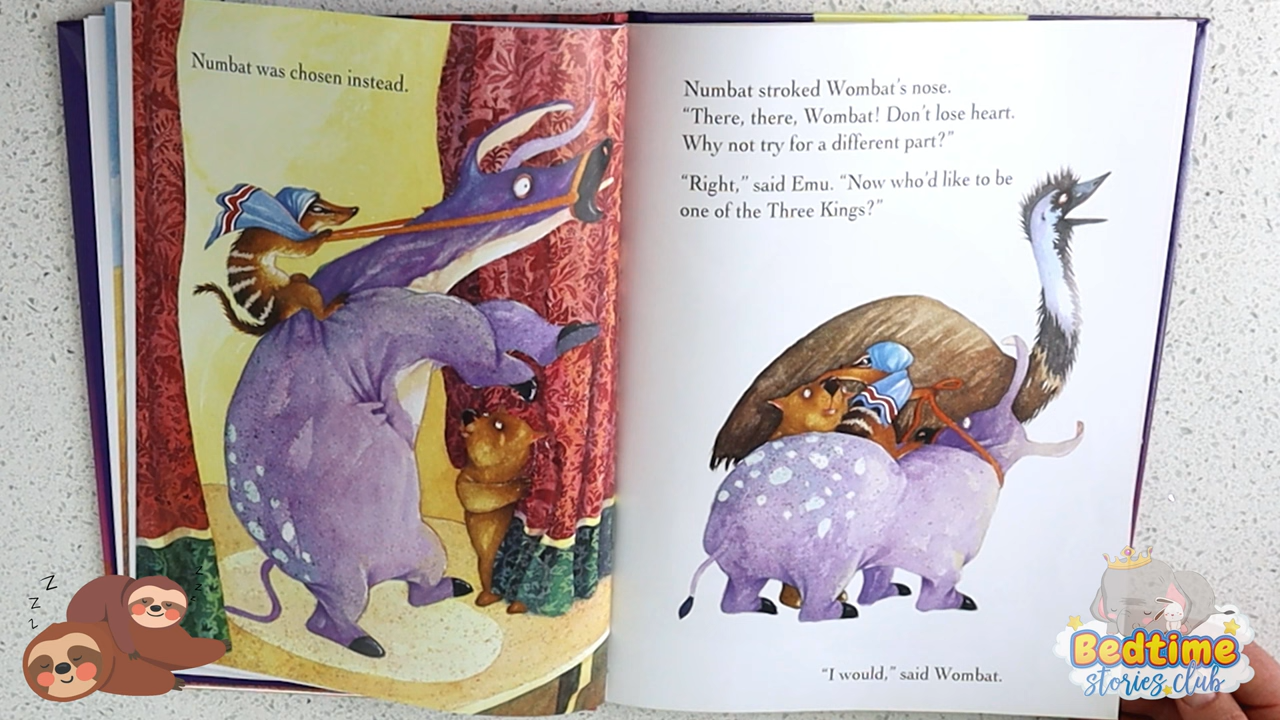 Numbat was chosen instead.
Numbat stroked Wombat's nose.
"There, there, Wombat! Don't lose heart.
Why not try for a different part?"
"Right," said Emu. "Now who'd like to be
one of the Three Kings?"
"I would," said Wombat.
z
z
z
z
z
z
Bedtime
stories club